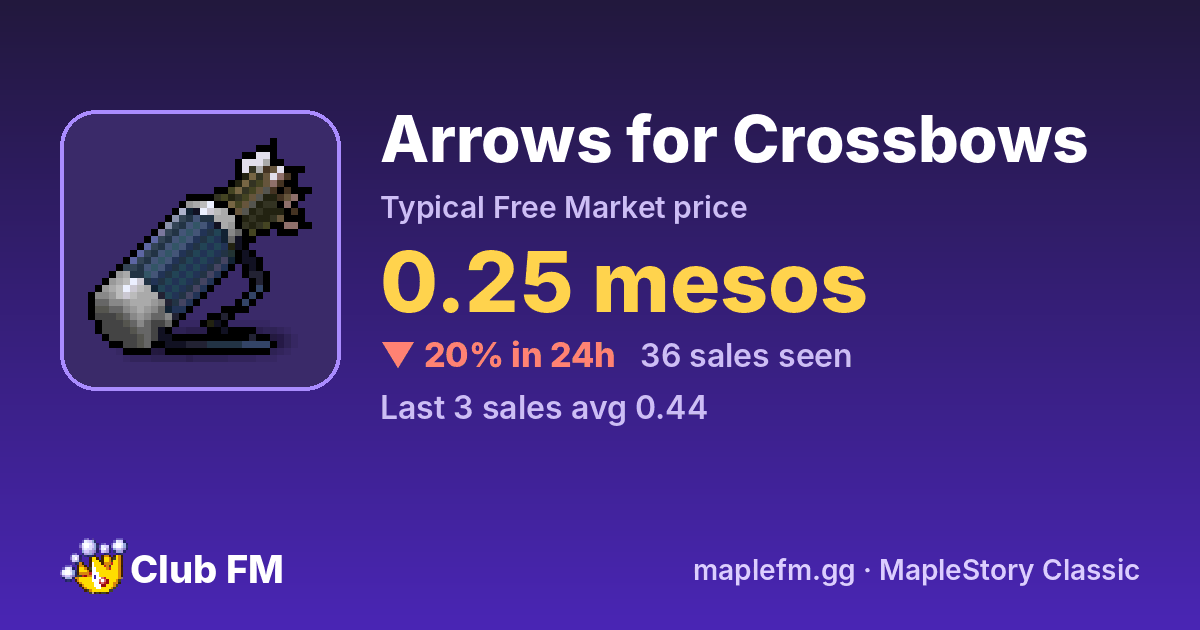 Arrows for Crossbows
Typical Free Market price
0.25 mesos
▼ 20% in 24h 36 sales seen
Last 3 sales avg 0.44
Club FM
maplefm.gg · MapleStory Classic